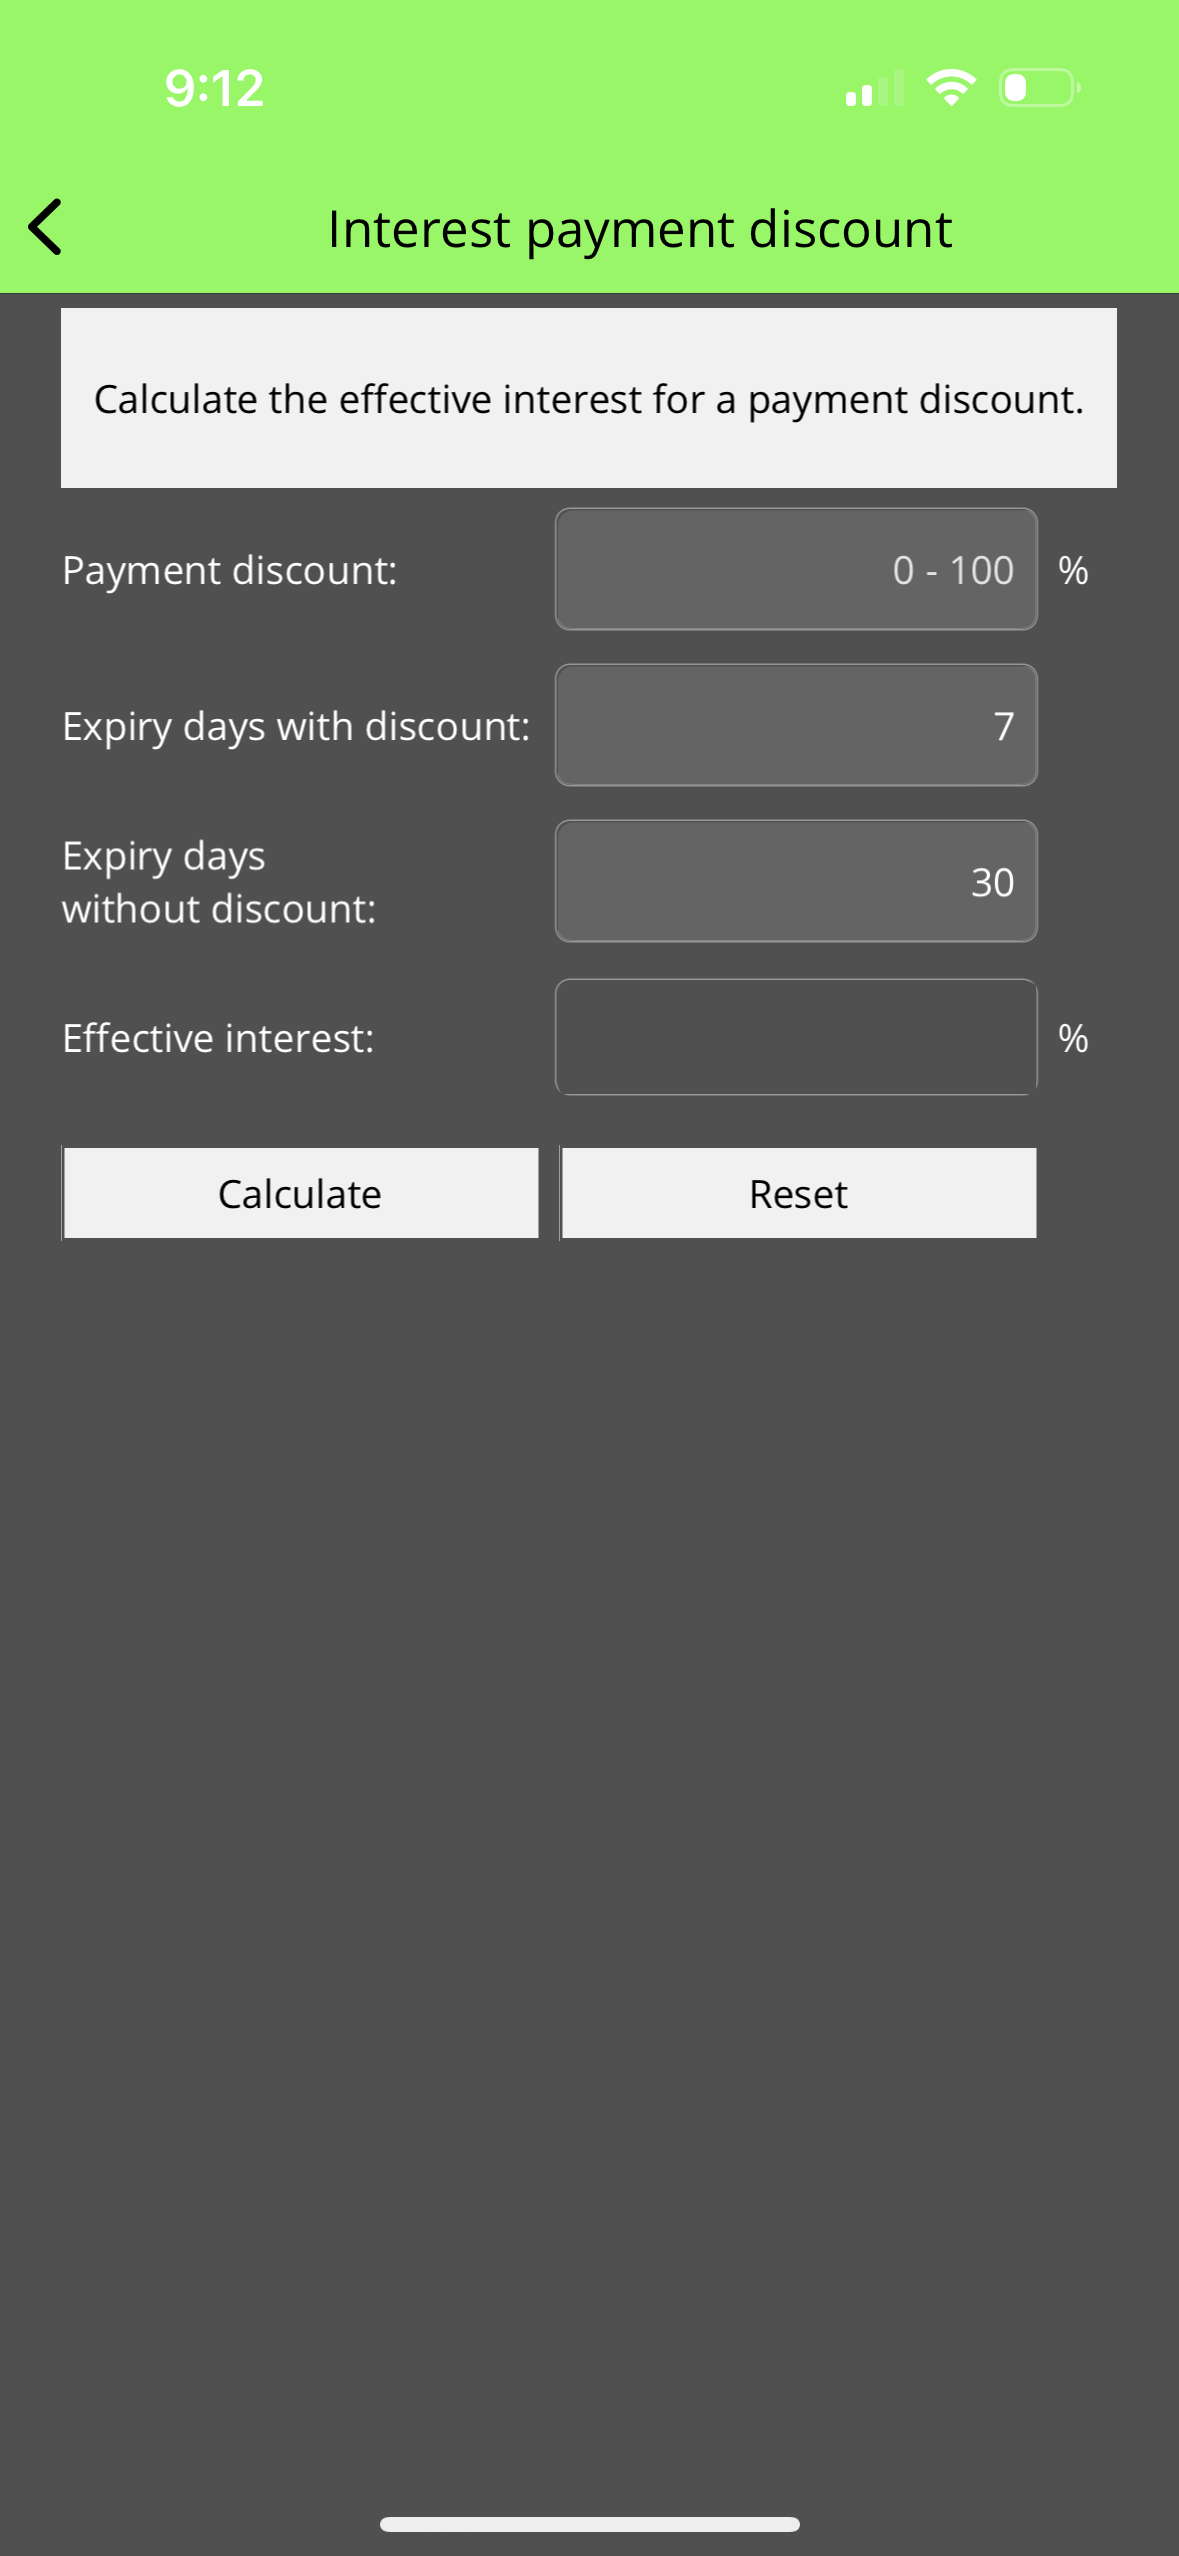 9:12
Interest payment discount
Calculate the effective interest for a payment discount.
Payment discount: 0 - 100 %
Expiry days with discount: 7
Expiry days
without discount: 30
Effective interest: %
Calculate Reset